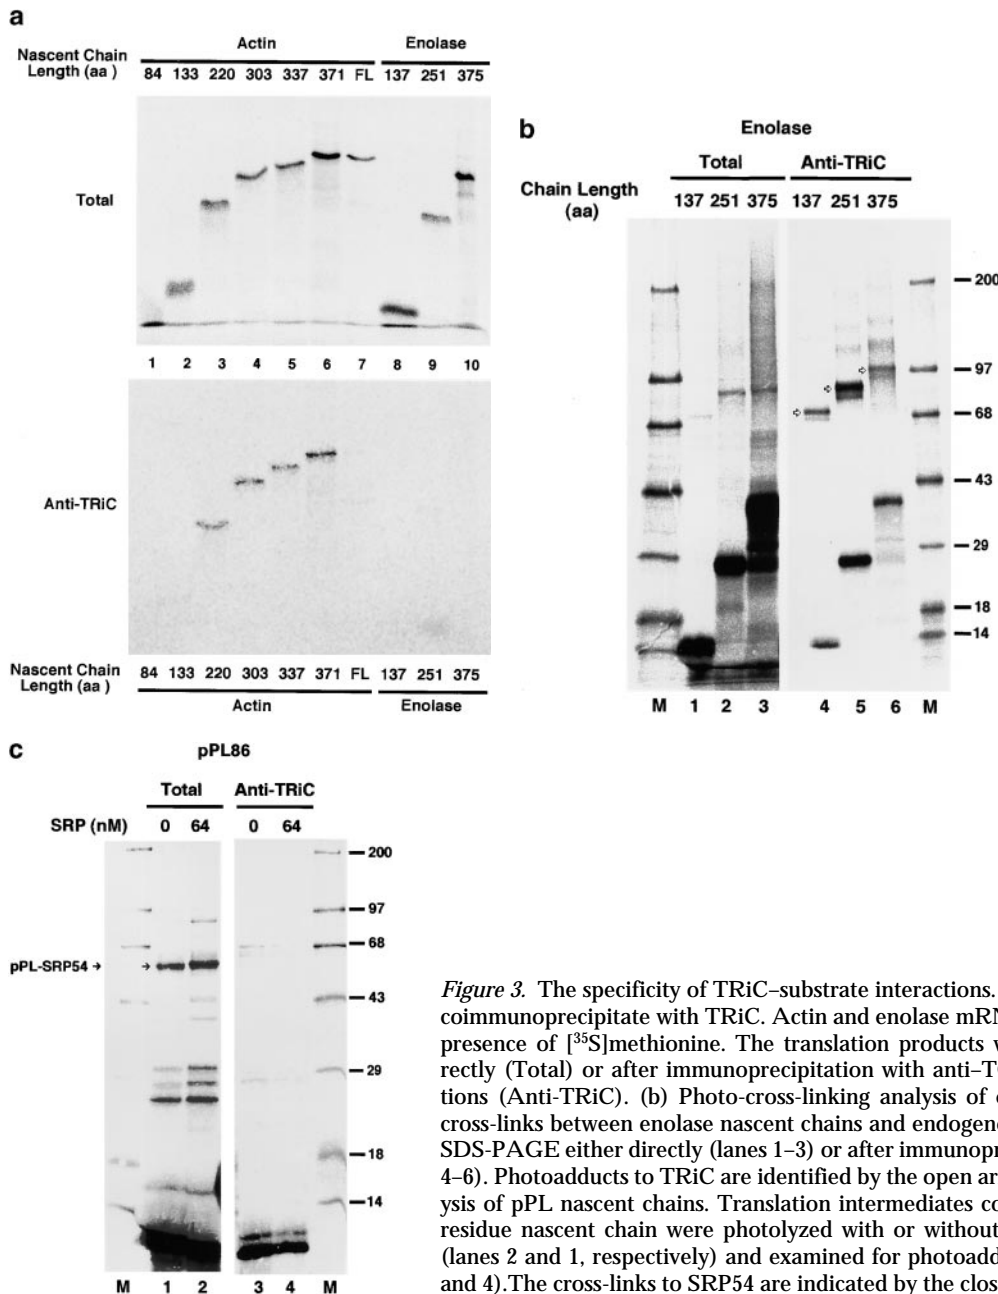 a
Actin Enolase
Nascent Chain Length (aa ) 84 133 220 303 337 371 FL 137 251 375
Total
1 2 3 4 5 6 7 8 9 10
Anti-TRiC
Nascent Chain Length (aa ) 84 133 220 303 337 371 FL 137 251 375
Actin Enolase
b
Enolase
Total Anti-TRiC
Chain Length (aa) 137 251 375 137 251 375
200
97
68
43
29
18
14
M 1 2 3 4 5 6 M
c
pPL86
Total Anti-TRiC
SRP (nM) 0 64 0 64
200
97
68
pPL-SRP54
43
29
18
14
M 1 2 3 4 M
Figure 3. The specificity of TRiC–substrate interactions.
coimmunoprecipitate with TRiC. Actin and enolase mRN
presence of [³⁵S]methionine. The translation products w
rectly (Total) or after immunoprecipitation with anti–T
tions (Anti-TRiC). (b) Photo-cross-linking analysis of
cross-links between enolase nascent chains and endogen
SDS-PAGE either directly (lanes 1–3) or after immunopr
4–6). Photoadducts to TRiC are identified by the open ar
ysis of pPL nascent chains. Translation intermediates co
residue nascent chain were photolyzed with or without
(lanes 2 and 1, respectively) and examined for photoadd
and 4).The cross-links to SRP54 are indicated by the clos